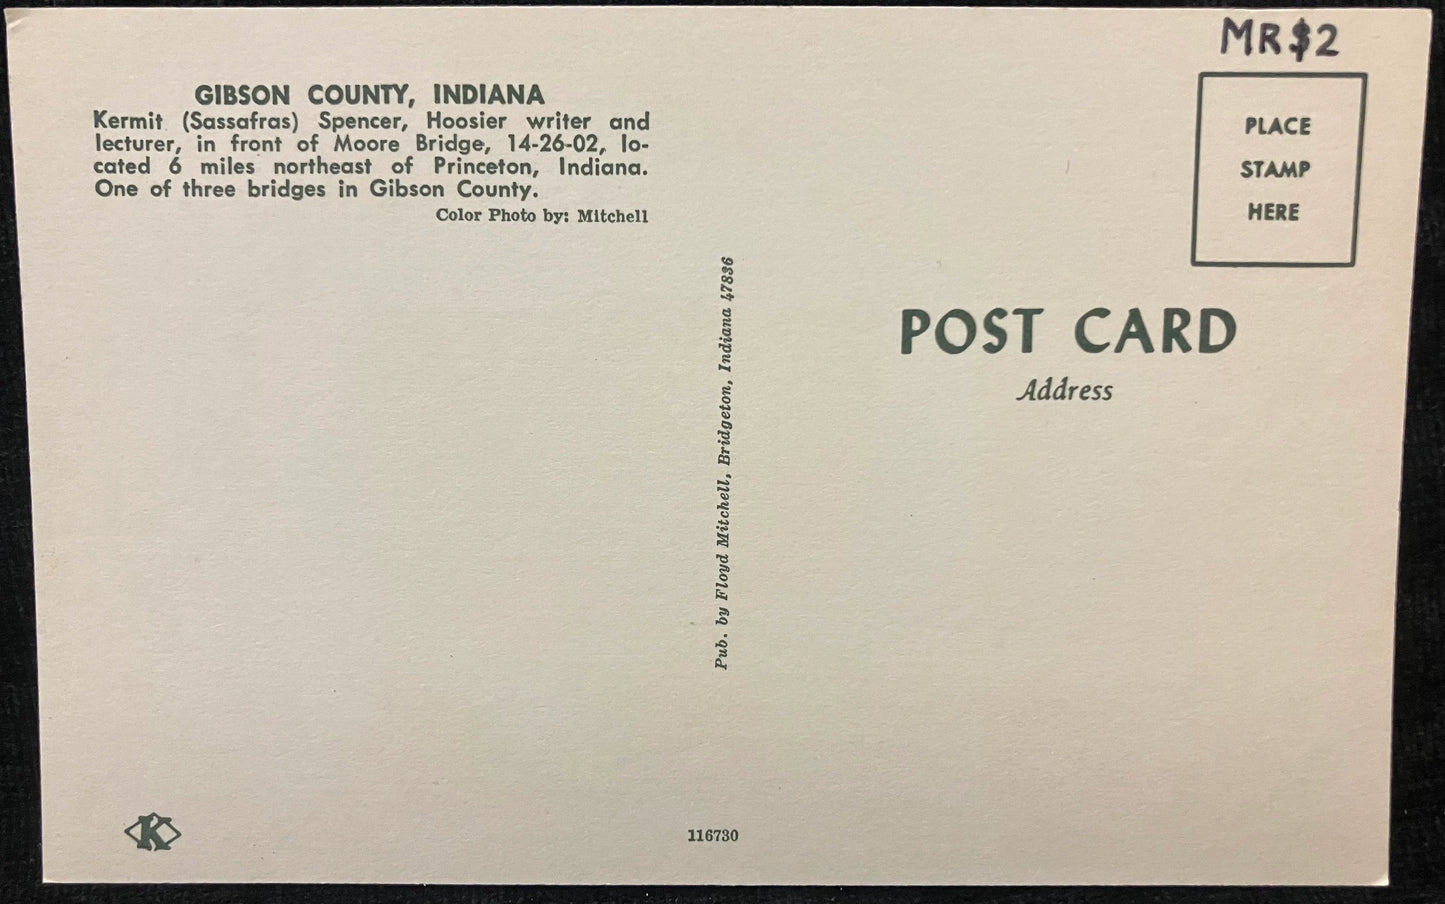 MR $2
GIBSON COUNTY, INDIANA
Kermit (Sassafras) Spencer, Hoosier writer and
lecturer, in front of Moore Bridge, 14-26-02, lo-
cated 6 miles northeast of Princeton, Indiana.
One of three bridges in Gibson County.
Color Photo by: Mitchell
Pub. by Floyd Mitchell, Bridgeton, Indiana 47836
PLACE
STAMP
HERE
POST CARD
Address
K
116730